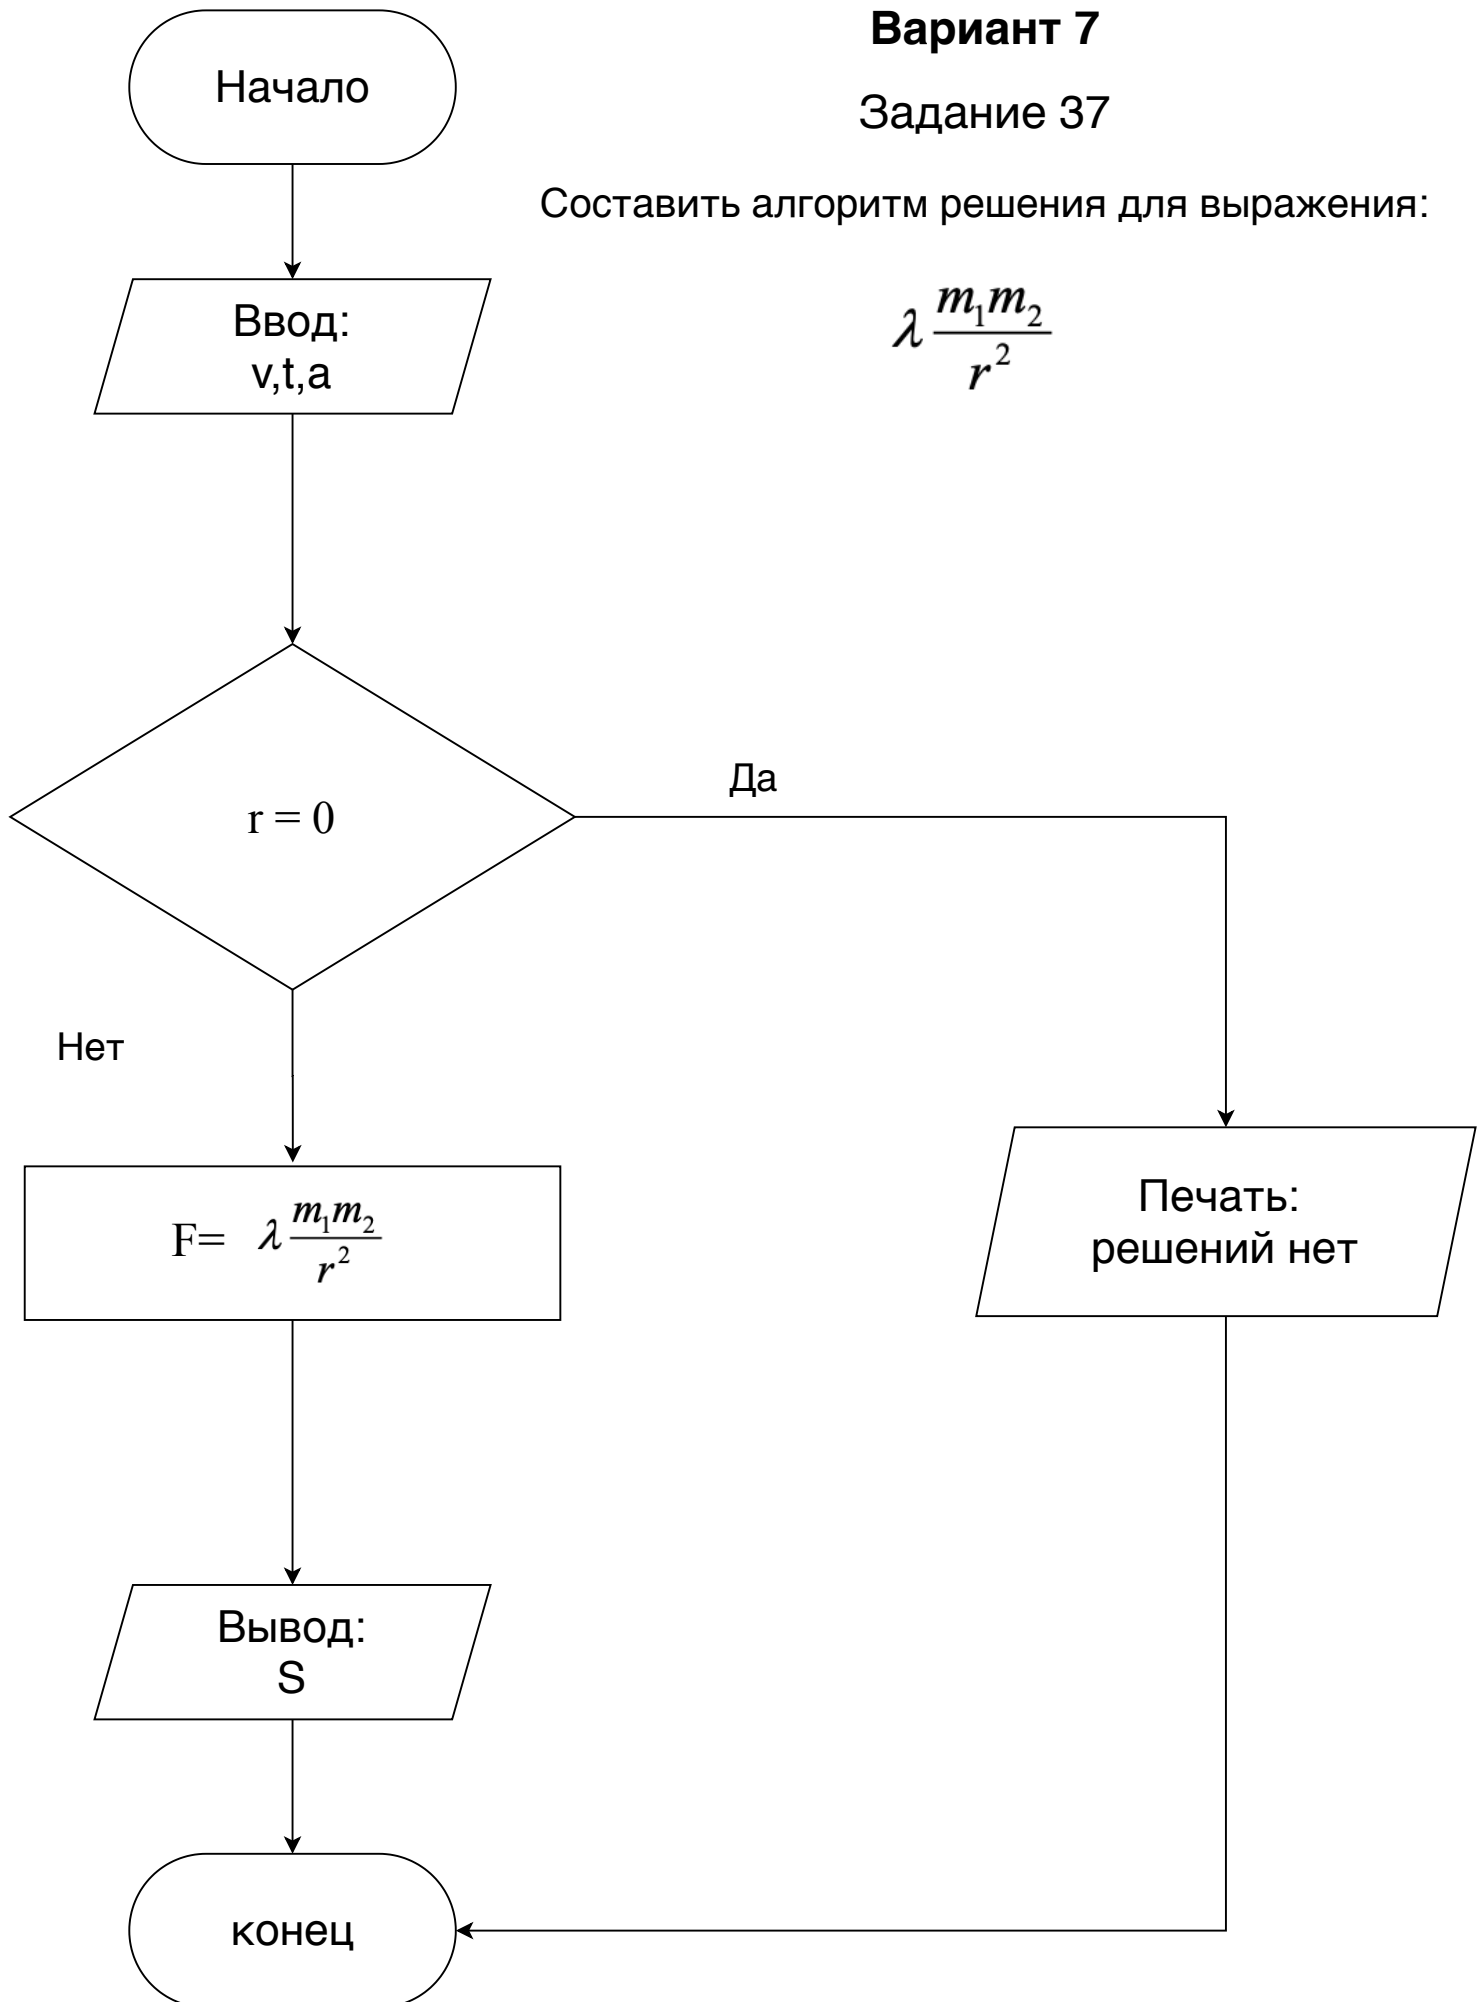 Вариант 7
Задание 37
Составить алгоритм решения для выражения:
λ m₁m₂ / r²
Начало
Ввод:
v,t,a
r = 0
Да
Нет
F= λ m₁m₂ / r²
Печать:
решений нет
Вывод:
S
конец